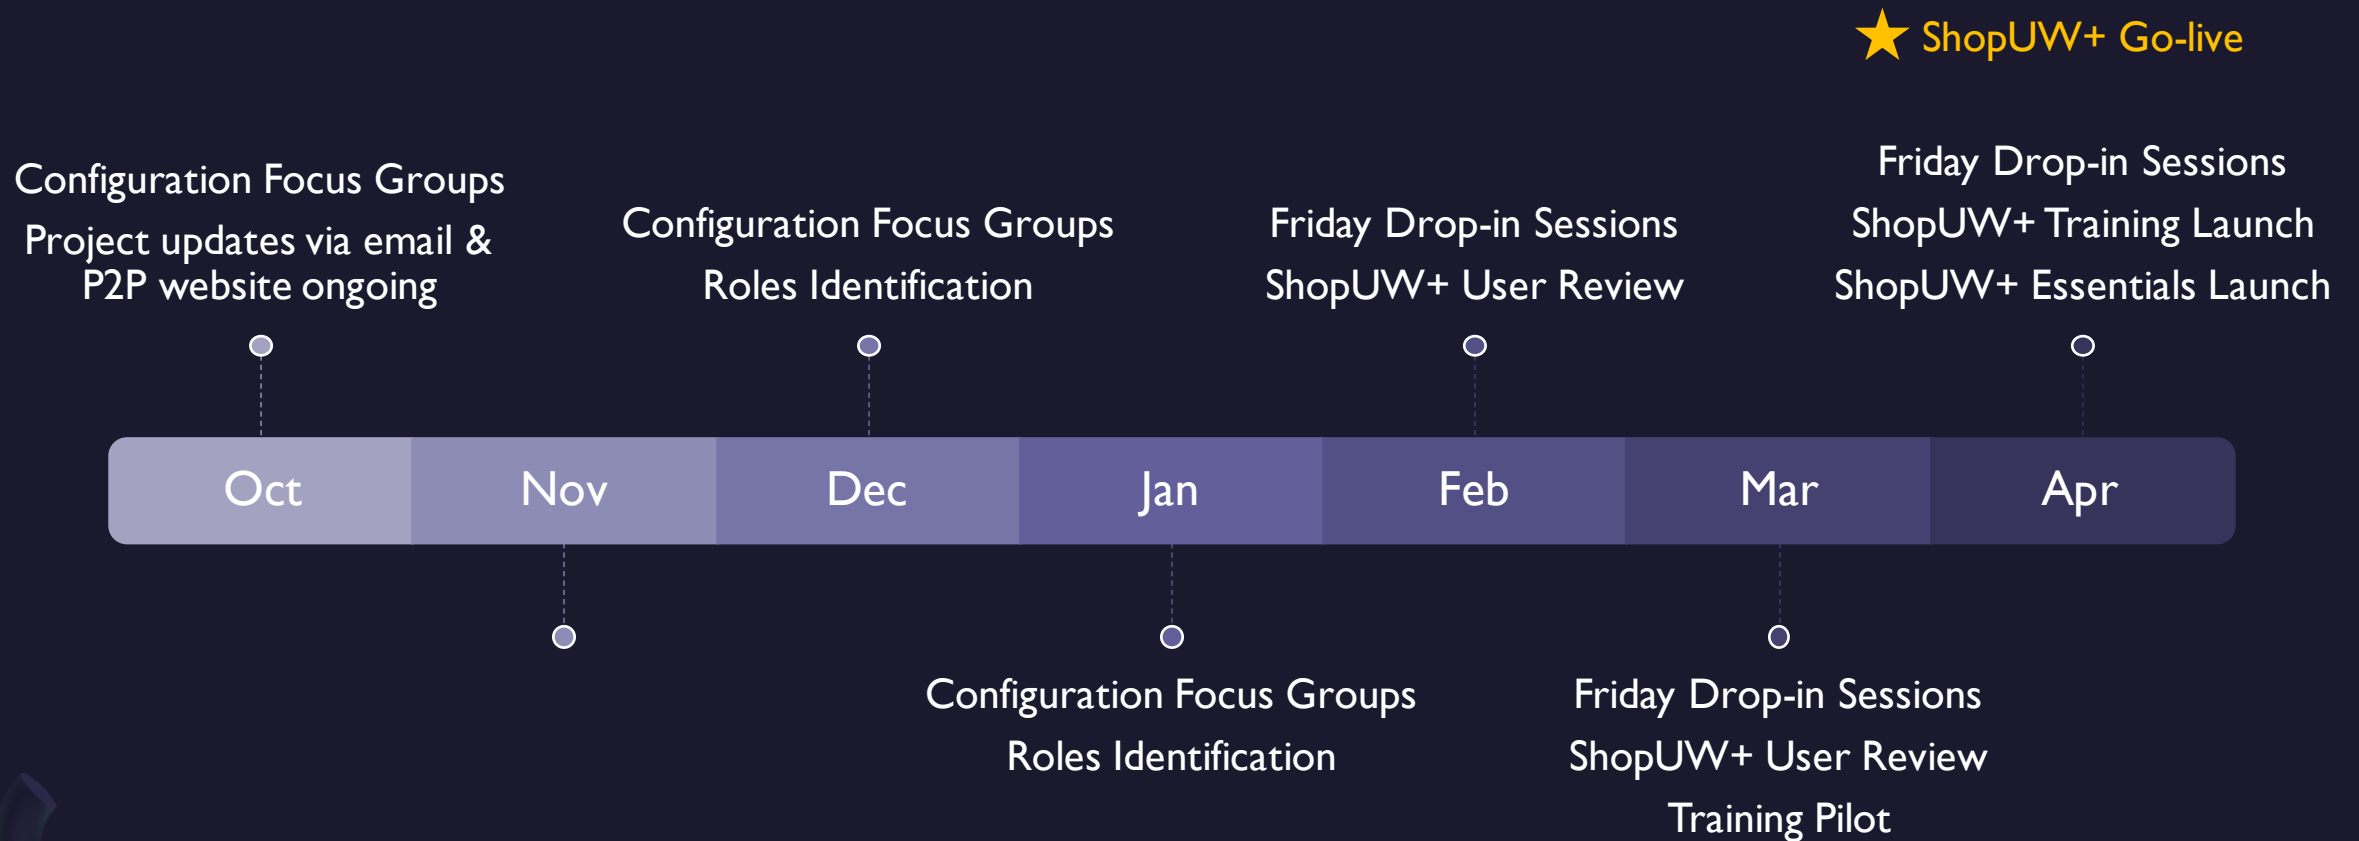 ★ ShopUW+ Go-live
Configuration Focus Groups
Project updates via email &
P2P website ongoing
Configuration Focus Groups
Roles Identification
Friday Drop-in Sessions
ShopUW+ User Review
Friday Drop-in Sessions
ShopUW+ Training Launch
ShopUW+ Essentials Launch
Oct
Nov
Dec
Jan
Feb
Mar
Apr
Configuration Focus Groups
Roles Identification
Friday Drop-in Sessions
ShopUW+ User Review
Training Pilot